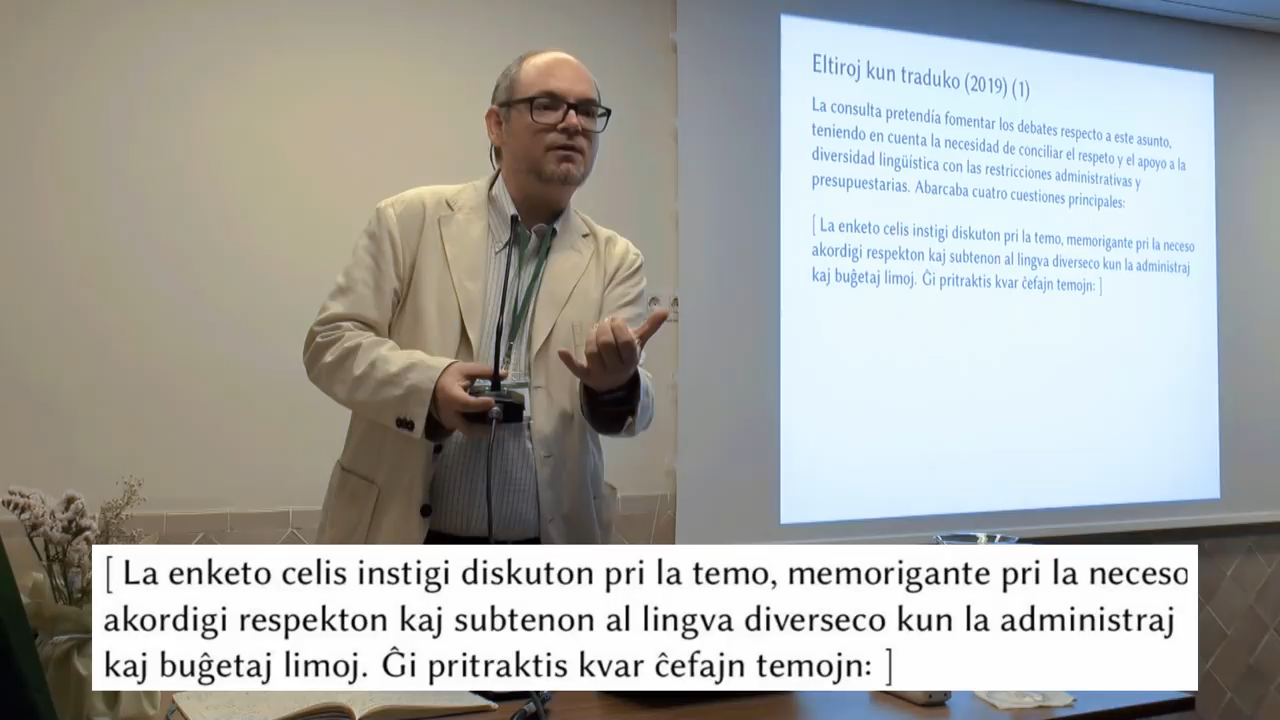 Eltiroj kun traduko (2019) (1)
La consulta pretendía fomentar los debates respecto a este asunto,
teniendo en cuenta la necesidad de conciliar el respeto y el apoyo a la
diversidad lingüística con las restricciones administrativas y
presupuestarias. Abarcaba cuatro cuestiones principales:
[ La enketo celis instigi diskuton pri la temo, memorigante pri la neceso
akordigi respekton kaj subtenon al lingva diverseco kun la administraj
kaj buĝetaj limoj. Ĝi pritraktis kvar ĉefajn temojn: ]
[ La enketo celis instigi diskuton pri la temo, memorigante pri la neceso
akordigi respekton kaj subtenon al lingva diverseco kun la administraj
kaj buĝetaj limoj. Ĝi pritraktis kvar ĉefajn temojn: ]